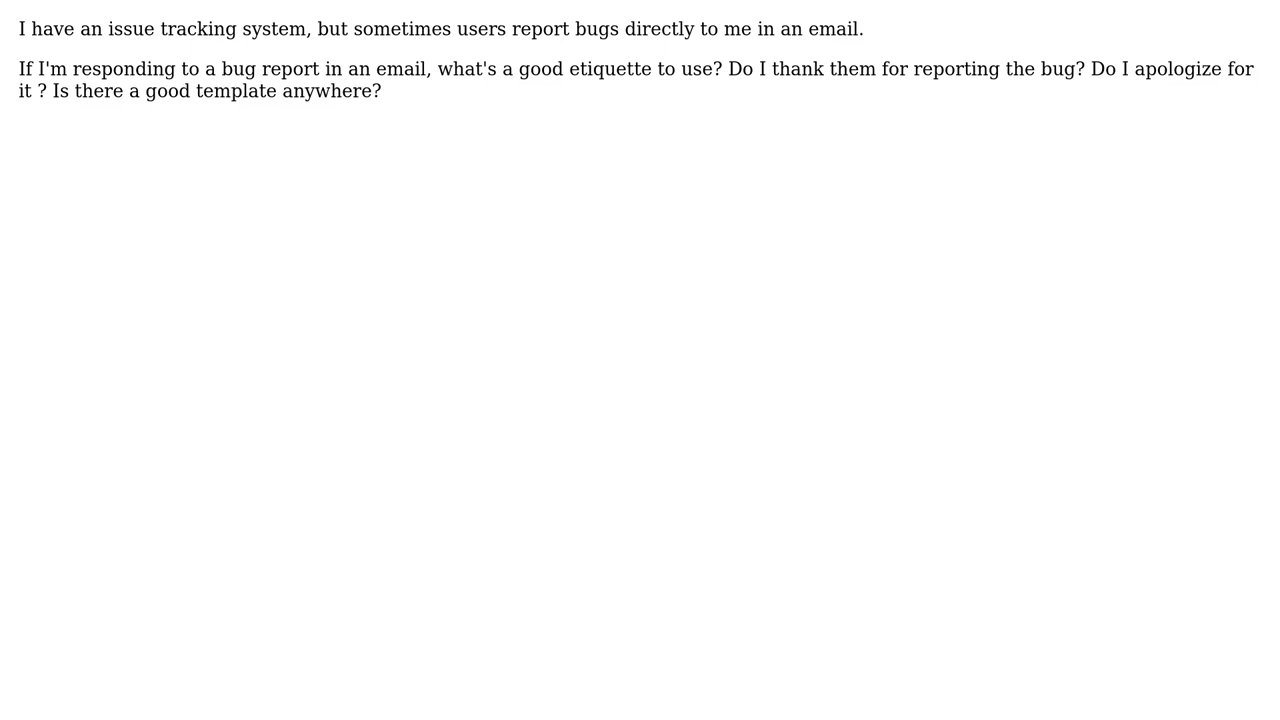 I have an issue tracking system, but sometimes users report bugs directly to me in an email.
If I'm responding to a bug report in an email, what's a good etiquette to use? Do I thank them for reporting the bug? Do I apologize for
it ? Is there a good template anywhere?